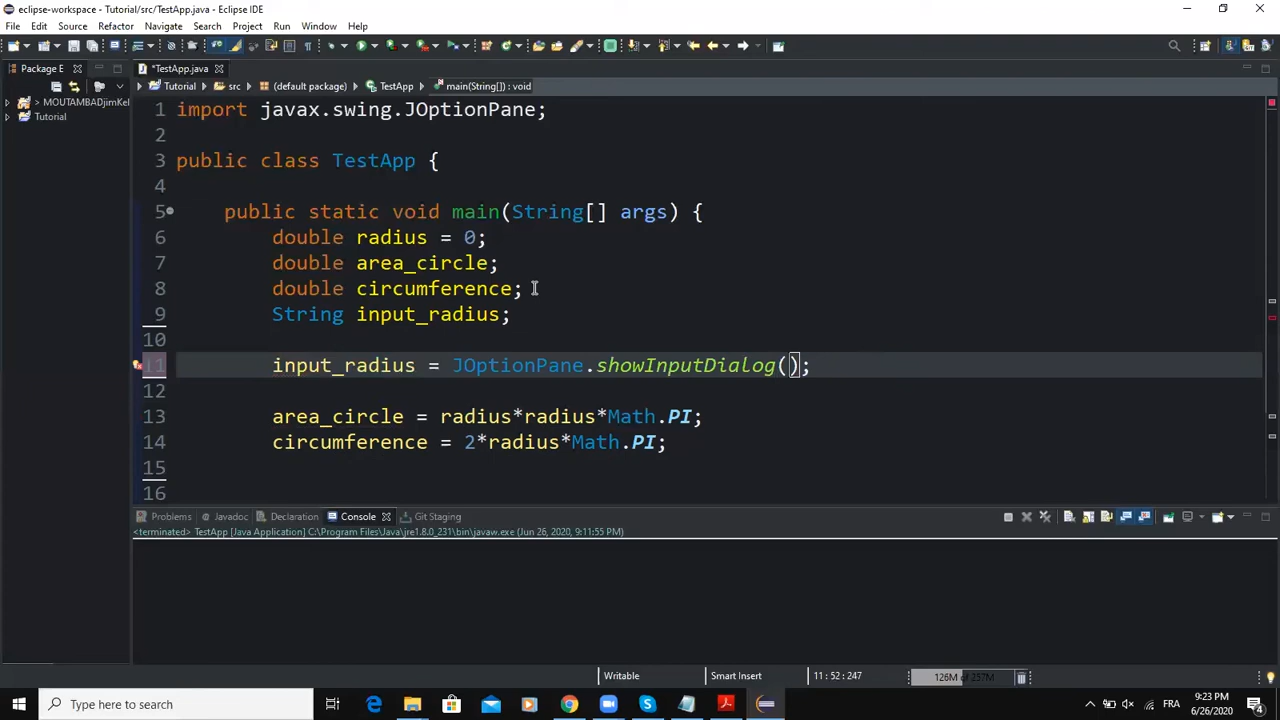 eclipse-workspace - Tutorial/src/TestApp.java - Eclipse IDE
File Edit Source Refactor Navigate Search Project Run Window Help
Package E *TestApp.java
Tutorial src (default package) TestApp main(String[]) : void
> MOUTAMBADjimKel
Tutorial
1 import javax.swing.JOptionPane;
2
3 public class TestApp {
4
5 public static void main(String[] args) {
6 double radius = 0;
7 double area_circle;
8 double circumference;
9 String input_radius;
10
11 input_radius = JOptionPane.showInputDialog();
12
13 area_circle = radius*radius*Math.PI;
14 circumference = 2*radius*Math.PI;
15
16
Problems Javadoc Declaration Console Git Staging
<terminated> TestApp [Java Application] C:\Program Files\Java\jre1.8.0_231\bin\javaw.exe (Jun 26, 2020, 9:11:55 PM)
Writable Smart Insert 11 : 52 : 247 126M of 257M
Type here to search
FRA
9:23 PM
6/26/2020
4